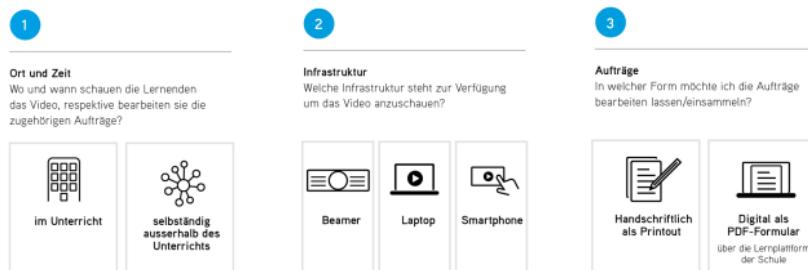 1
Ort und Zeit
Wo und wann schauen die Lernenden
das Video, respektive bearbeiten sie die
zugehörigen Aufträge?
im Unterricht
selbständig
ausserhalb des
Unterrichts
2
Infrastruktur
Welche Infrastruktur steht zur Verfügung
um das Video anzuschauen?
Beamer
Laptop
Smartphone
3
Aufträge
In welcher Form möchte ich die Aufträge
bearbeiten lassen/einsammeln?
Handschriftlich
als Printout
Digital als
PDF-Formular
über die Lernplattform
der Schule